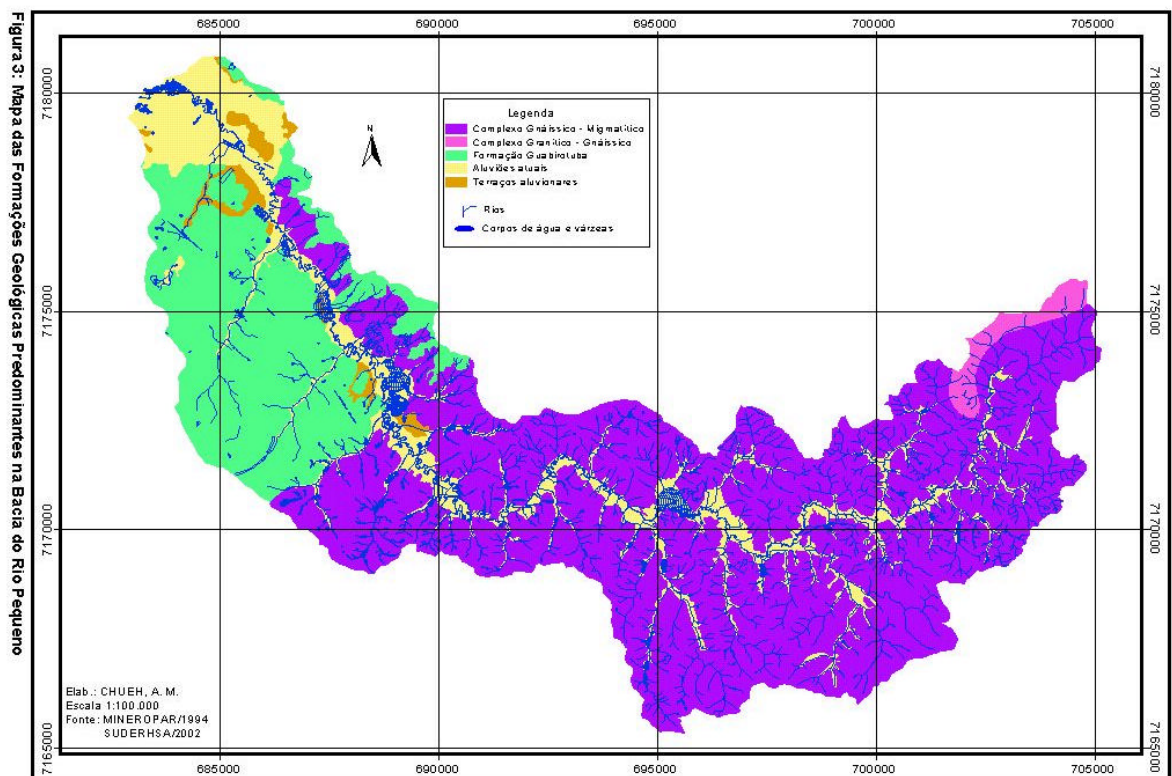 Figura 3: Mapa das Formações Geológicas Predominantes na Bacia do Rio Pequeno
685000 690000 695000 700000 705000
7180000 7180000
7175000 7175000
7170000 7170000
7165000 7165000
N
Legenda
Complexo Gnáissico - Migmatítico
Complexo Granítico - Gnáissico
Formação Guabirotuba
Aluviões atuais
Terraços aluvionares
Rios
Corpos de água e várzeas
Elab.: CHUEH, A. M.
Escala 1:100.000
Fonte: MINEROPAR/1994
SUDERHSA/2002
685000 690000 695000 700000 705000